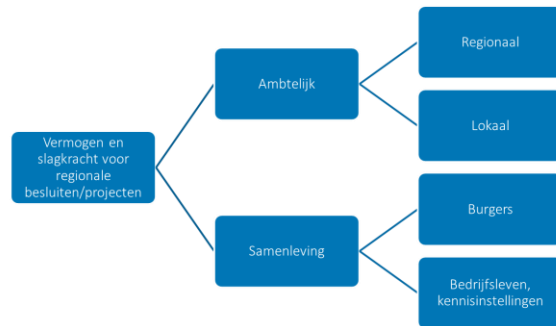 Regionaal
Ambtelijk
Lokaal
Vermogen en
slagkracht voor
regionale
besluiten/projecten
Burgers
Samenleving
Bedrijfsleven,
kennisinstellingen